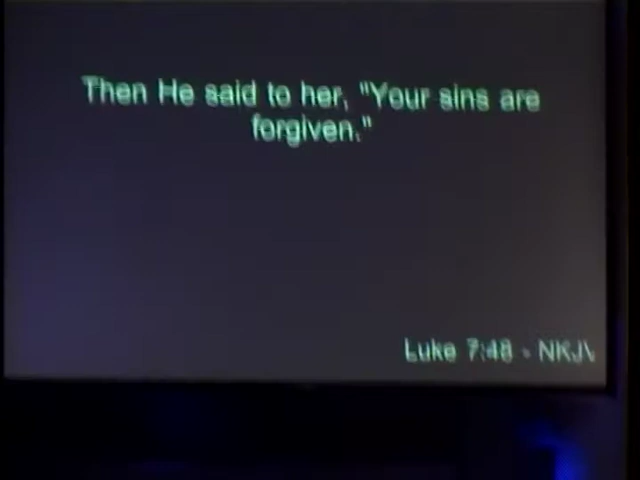 Then He said to her, "Your sins are
forgiven."
Luke 7:48 - NKJV